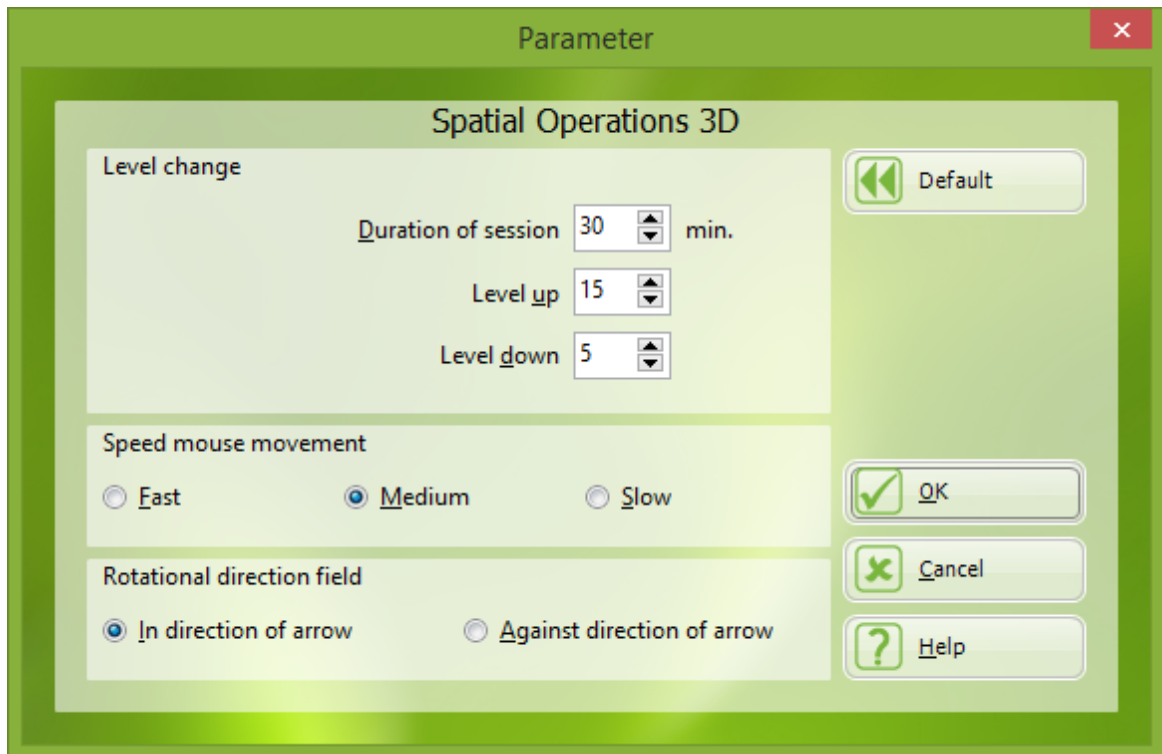 Parameter
Spatial Operations 3D
Level change
Default
Duration of session 30 min.
Level up 15
Level down 5
Speed mouse movement
Fast Medium Slow
OK
Rotational direction field
Cancel
In direction of arrow Against direction of arrow
Help